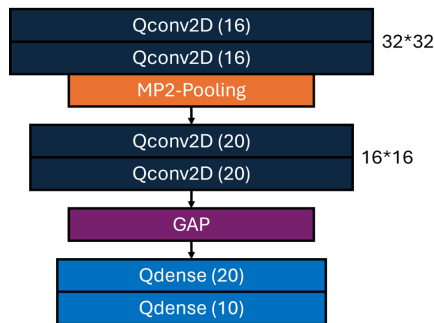 Qconv2D (16)
32*32
Qconv2D (16)
MP2-Pooling
Qconv2D (20)
16*16
Qconv2D (20)
GAP
Qdense (20)
Qdense (10)